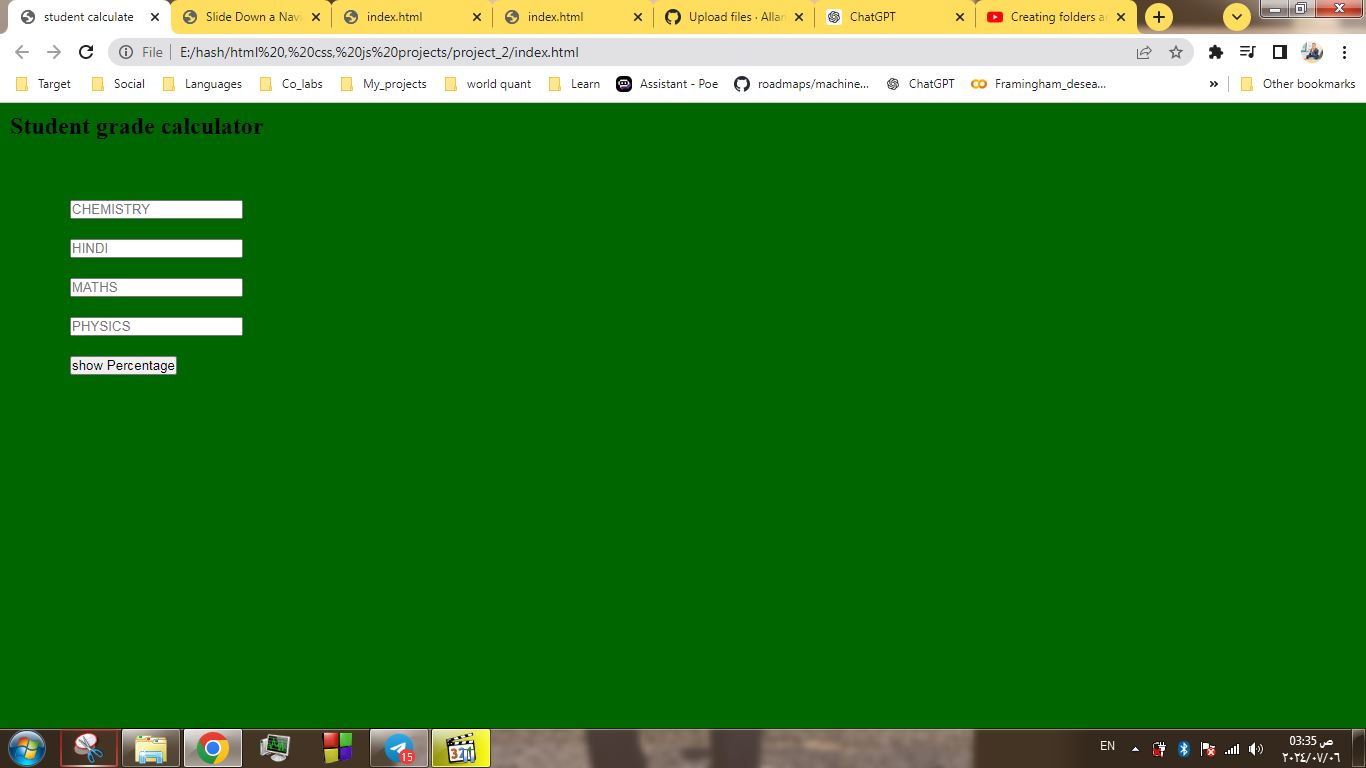 student calculate
Slide Down a Navi
index.html
index.html
Upload files · Allan
ChatGPT
Creating folders a
File
E:/hash/html%20,%20css,%20js%20projects/project_2/index.html
Target
Social
Languages
Co_labs
My_projects
world quant
Learn
Assistant - Poe
roadmaps/machine...
ChatGPT
Framingham_desea...
»
Other bookmarks
Student grade calculator
CHEMISTRY
HINDI
MATHS
PHYSICS
show Percentage
15
321
EN
03:35 ص
٢٠٢٤/٠٧/٠٦